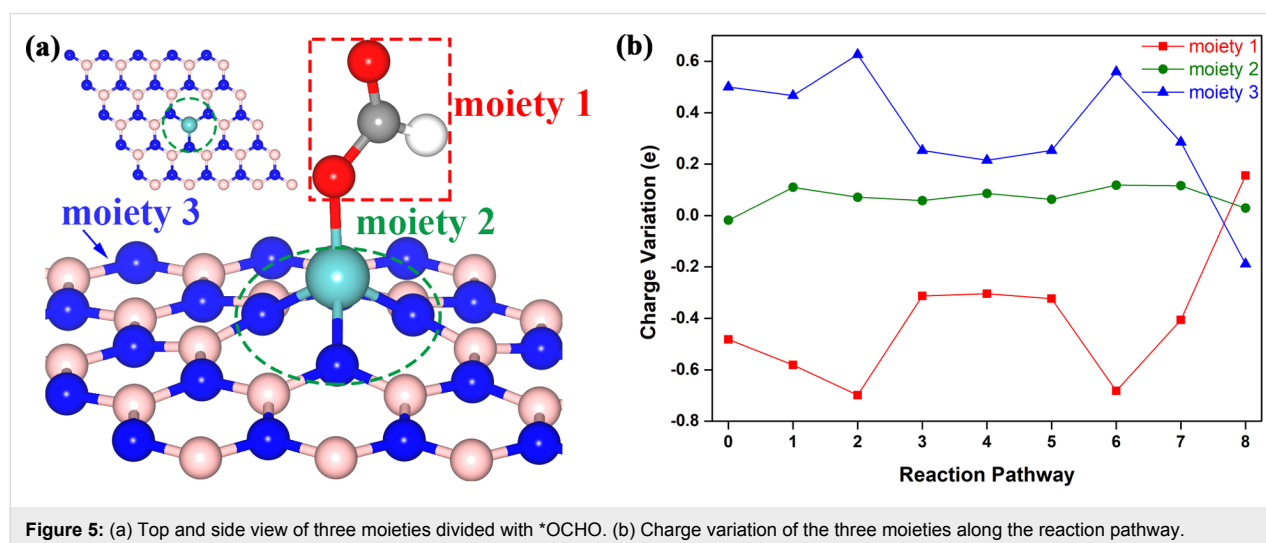 (a)
moiety 1
moiety 2
moiety 3
(b)
moiety 1
moiety 2
moiety 3
Charge Variation (e)
0.6
0.4
0.2
0.0
-0.2
-0.4
-0.6
-0.8
0 1 2 3 4 5 6 7 8
Reaction Pathway
Figure 5: (a) Top and side view of three moieties divided with *OCHO. (b) Charge variation of the three moieties along the reaction pathway.